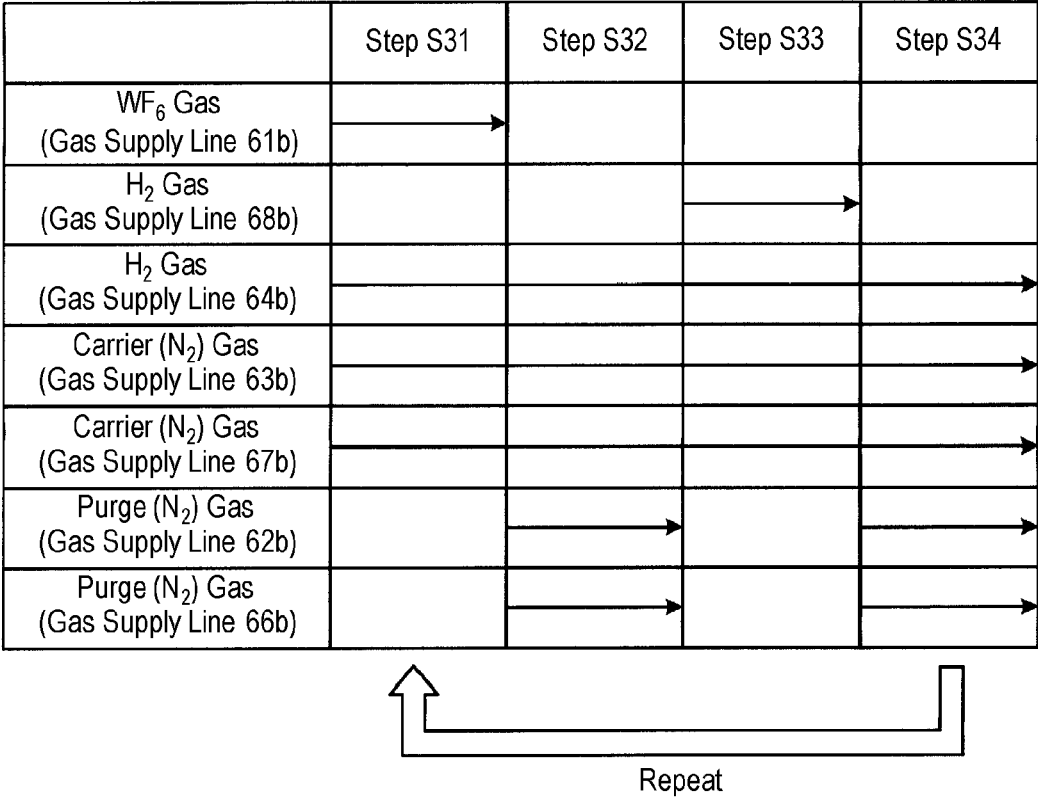 Step S31 Step S32 Step S33 Step S34
WF₆ Gas
(Gas Supply Line 61b)
H₂ Gas
(Gas Supply Line 68b)
H₂ Gas
(Gas Supply Line 64b)
Carrier (N₂) Gas
(Gas Supply Line 63b)
Carrier (N₂) Gas
(Gas Supply Line 67b)
Purge (N₂) Gas
(Gas Supply Line 62b)
Purge (N₂) Gas
(Gas Supply Line 66b)
Repeat